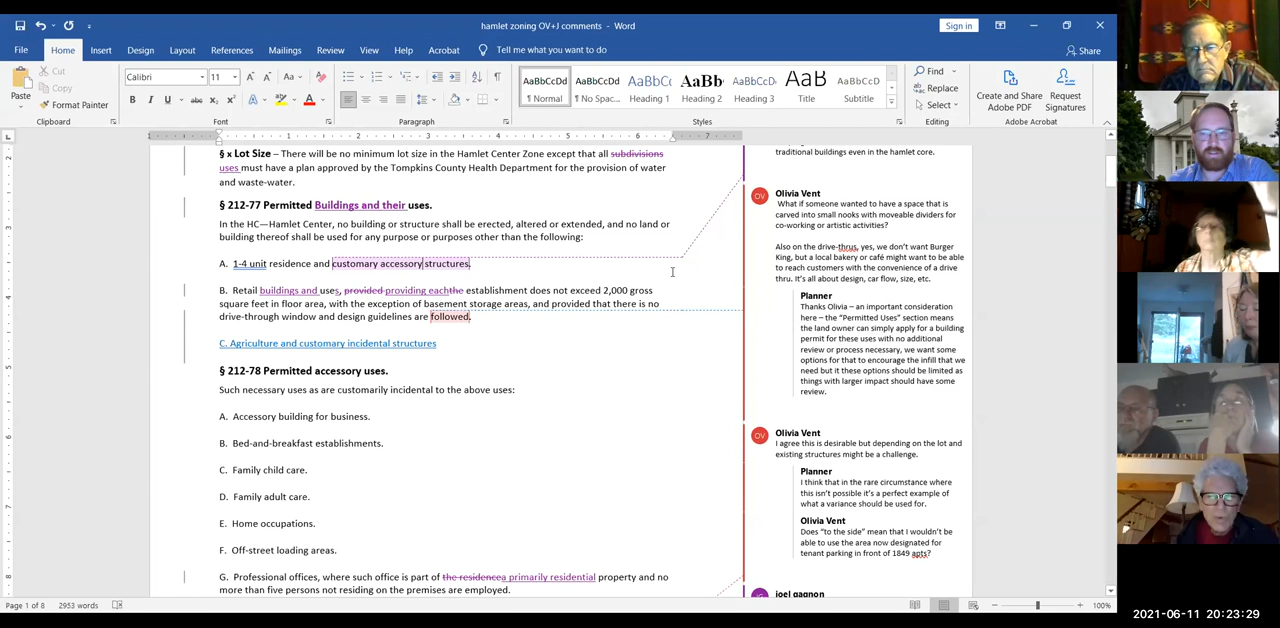 hamlet zoning OV+J comments - Word
Sign in
File Home Insert Design Layout References Mailings Review View Help Acrobat Tell me what you want to do
Share
Paste
Cut
Copy
Format Painter
Clipboard
Calibri 11
Font
Paragraph
AaBbCcDd AaBbCcDd AaBbCc AaBb AaBbCcD AaB AaBbCcD
¶ Normal ¶ No Spac... Heading 1 Heading 2 Heading 3 Title Subtitle
Styles
Find
Replace
Select
Editing
Create and Share Adobe PDF
Request Signatures
Adobe Acrobat
1 1 2 3 4 5 6 7
§ x Lot Size – There will be no minimum lot size in the Hamlet Center Zone except that all subdivisions
uses must have a plan approved by the Tompkins County Health Department for the provision of water
and waste-water.
§ 212-77 Permitted Buildings and their uses.
In the HC—Hamlet Center, no building or structure shall be erected, altered or extended, and no land or
building thereof shall be used for any purpose or purposes other than the following:
A. 1-4 unit residence and customary accessory structures.
B. Retail buildings and uses, provided providing eachthe establishment does not exceed 2,000 gross
square feet in floor area, with the exception of basement storage areas, and provided that there is no
drive-through window and design guidelines are followed.
C. Agriculture and customary incidental structures
§ 212-78 Permitted accessory uses.
Such necessary uses as are customarily incidental to the above uses:
A. Accessory building for business.
B. Bed-and-breakfast establishments.
C. Family child care.
D. Family adult care.
E. Home occupations.
F. Off-street loading areas.
G. Professional offices, where such office is part of the residencea primarily residential property and no
more than five persons not residing on the premises are employed.
traditional buildings even in the hamlet core.
OV
Olivia Vent
What if someone wanted to have a space that is
carved into small nooks with moveable dividers for
co-working or artistic activities?
Also on the drive-thrus, yes, we don't want Burger
King, but a local bakery or café might want to be able
to reach customers with the convenience of a drive
thru. It's all about design, car flow, size, etc.
Planner
Thanks Olivia – an important consideration
here – the "Permitted Uses" section means
the land owner can simply apply for a building
permit for these uses with no additional
review or process necessary, we want some
options for that to encourage the infill that we
need but it these options should be limited as
things with larger impact should have some
review.
OV
Olivia Vent
I agree this is desirable but depending on the lot and
existing structures might be a challenge.
Planner
I think that in the rare circumstance where
this isn't possible it's a perfect example of
what a variance should be used for.
Olivia Vent
Does "to the side" mean that I wouldn't be
able to use the area now designated for
tenant parking in front of 1849 apts?
joel gagnon
Page 1 of 8 2953 words
100%
2021-06-11 20:23:29